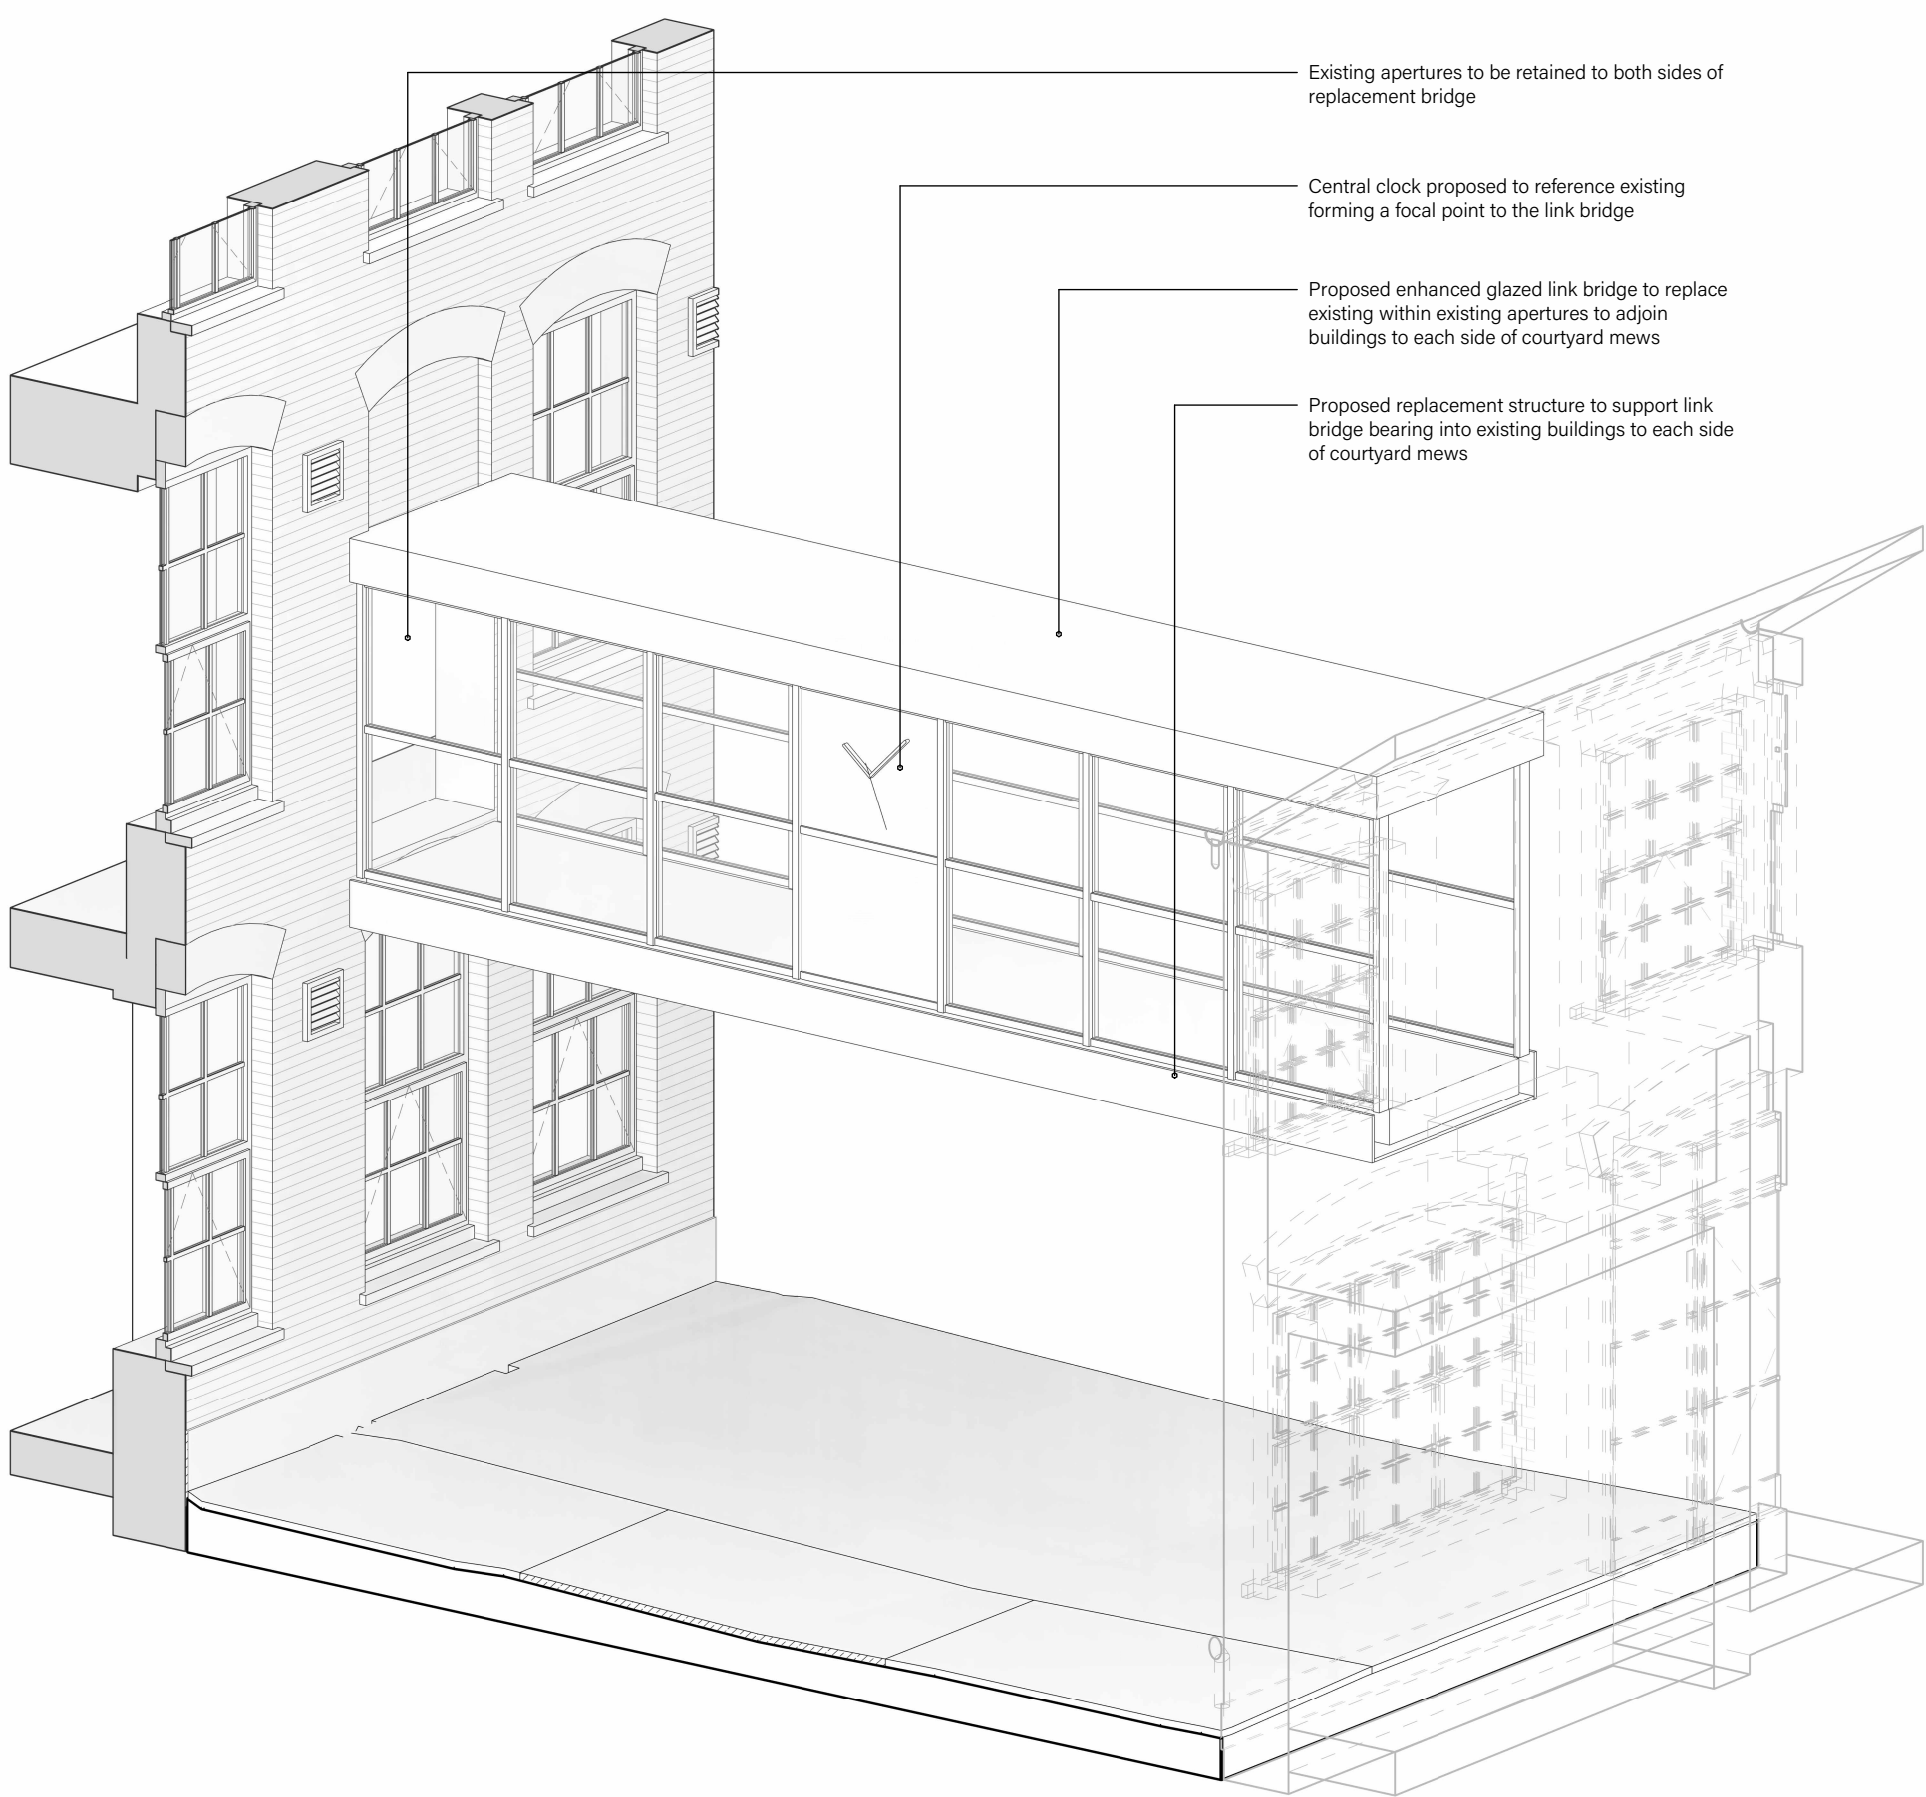 Existing apertures to be retained to both sides of
replacement bridge
Central clock proposed to reference existing
forming a focal point to the link bridge
Proposed enhanced glazed link bridge to replace
existing within existing apertures to adjoin
buildings to each side of courtyard mews
Proposed replacement structure to support link
bridge bearing into existing buildings to each side
of courtyard mews